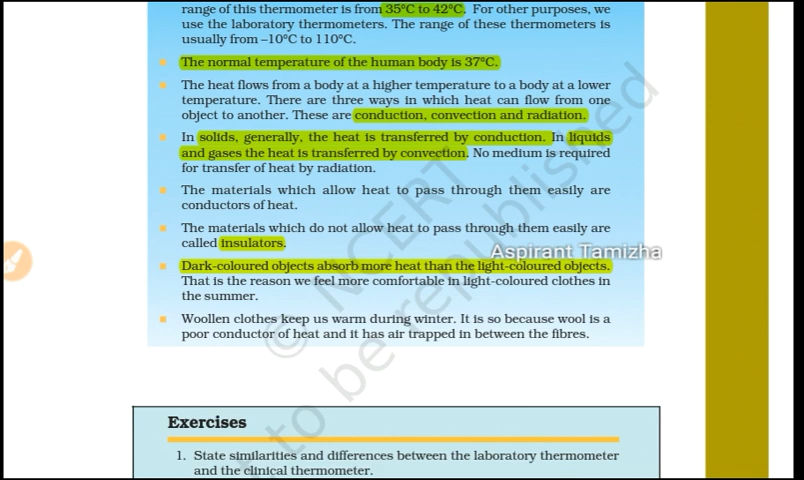 range of this thermometer is from 35°C to 42°C. For other purposes, we
use the laboratory thermometers. The range of these thermometers is
usually from –10°C to 110°C.
The normal temperature of the human body is 37°C.
The heat flows from a body at a higher temperature to a body at a lower
temperature. There are three ways in which heat can flow from one
object to another. These are conduction, convection and radiation.
In solids, generally, the heat is transferred by conduction. In liquids
and gases the heat is transferred by convection. No medium is required
for transfer of heat by radiation.
The materials which allow heat to pass through them easily are
conductors of heat.
The materials which do not allow heat to pass through them easily are
called insulators.
Aspirant Tamizha
Dark-coloured objects absorb more heat than the light-coloured objects.
That is the reason we feel more comfortable in light-coloured clothes in
the summer.
Woollen clothes keep us warm during winter. It is so because wool is a
poor conductor of heat and it has air trapped in between the fibres.
© NCERT
to be republished
Exercises
1. State similarities and differences between the laboratory thermometer
and the clinical thermometer.